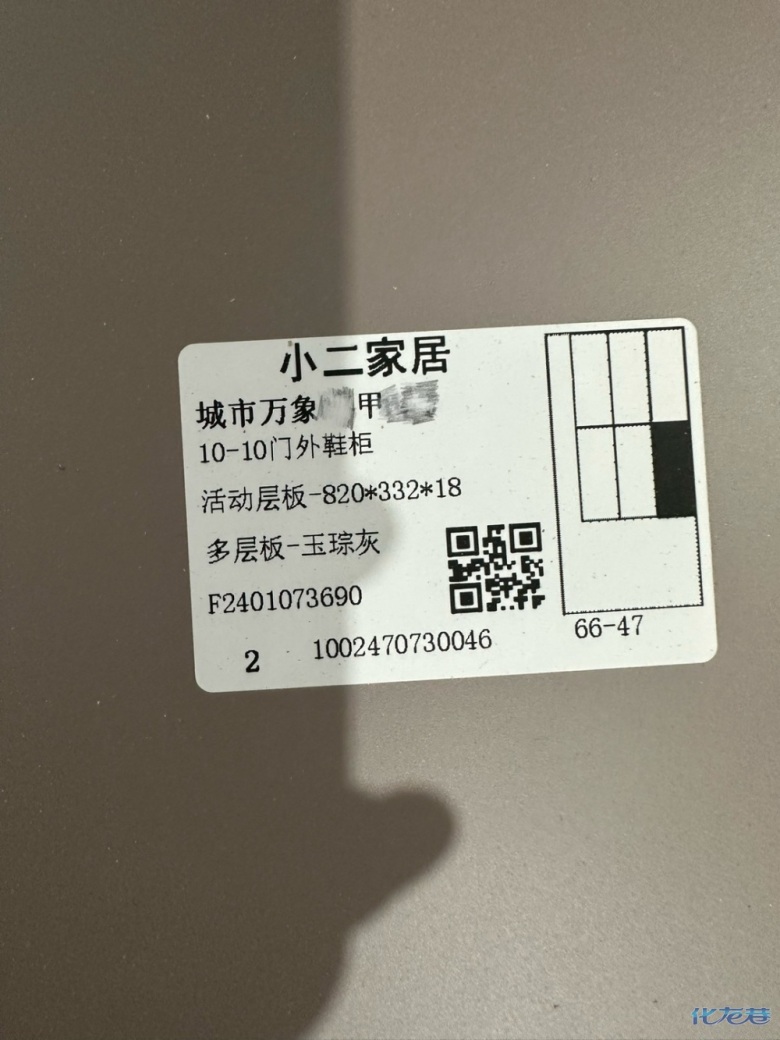 小二家居
城市万象 甲
10-10门外鞋柜
活动层板-820*332*18
多层板-玉琮灰
F2401073690
2 1002470730046
66-47
化龙巷